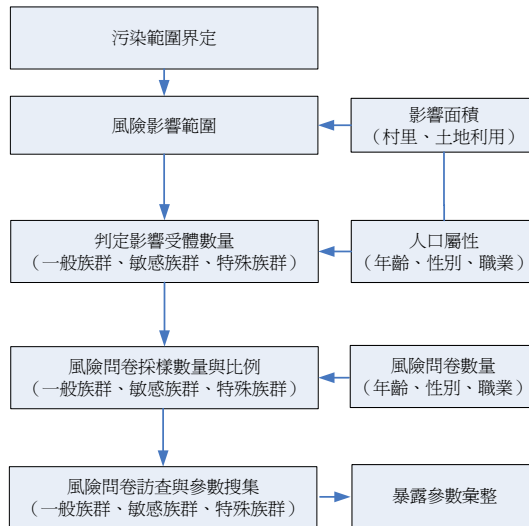 污染範圍界定
風險影響範圍
影響面積
（村里、土地利用）
判定影響受體數量
（一般族群、敏感族群、特殊族群）
人口屬性
（年齡、性別、職業）
風險問卷採樣數量與比例
（一般族群、敏感族群、特殊族群）
風險問卷數量
（年齡、性別、職業）
風險問卷訪查與參數搜集
（一般族群、敏感族群、特殊族群）
暴露參數彙整